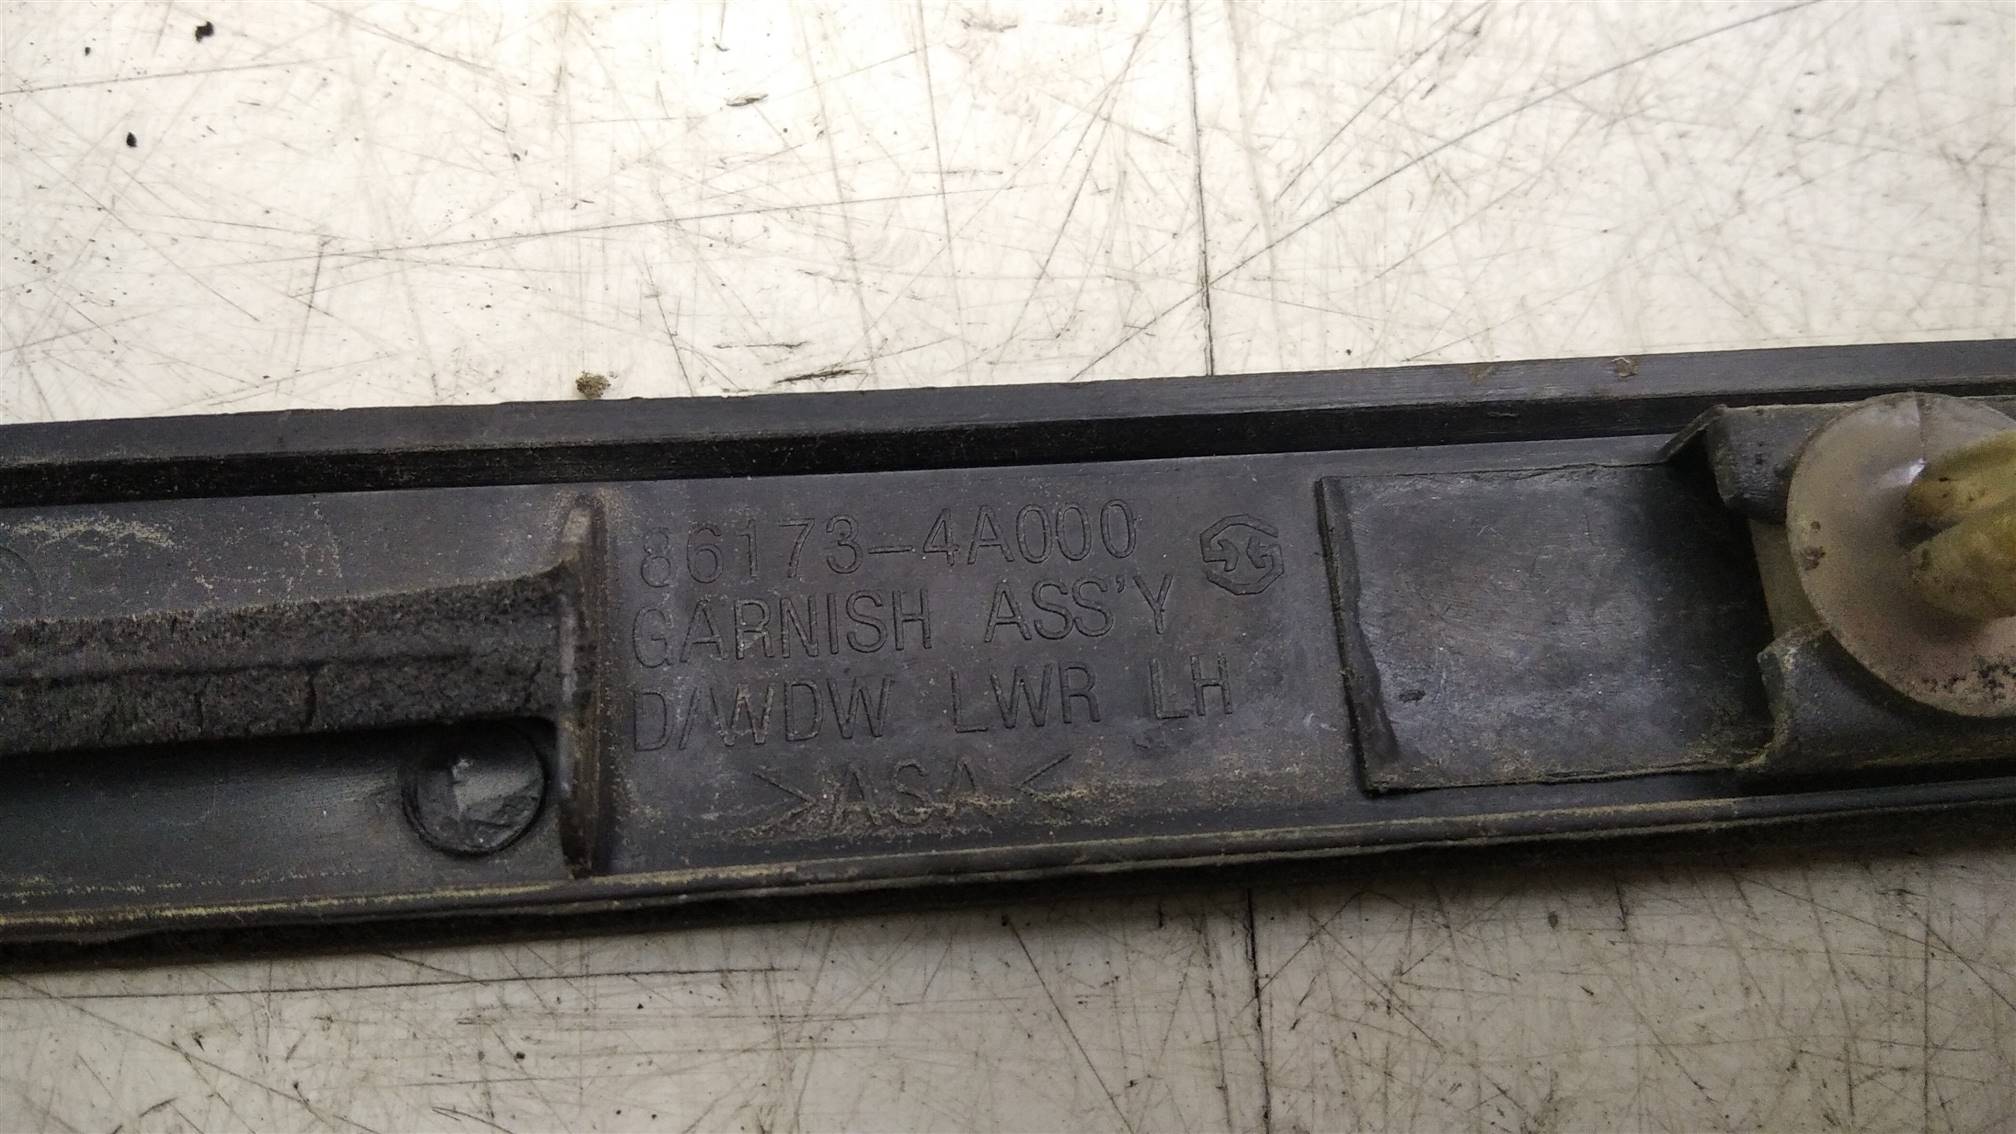 86173-4A000
GARNISH ASS'Y
D/WDW LWR LH
>ASA<